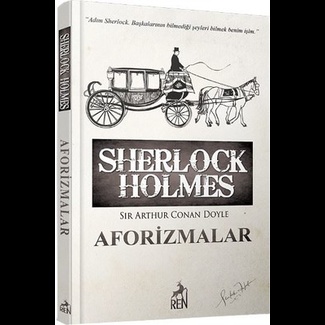 "Adım Sherlock. Başkalarının bilmediği şeyleri bilmek benim işim."
SHERLOCK
HOLMES
SIR ARTHUR CONAN DOYLE
AFORİZMALAR
REN
SHERLOCK HOLMES
AFORİZMALAR